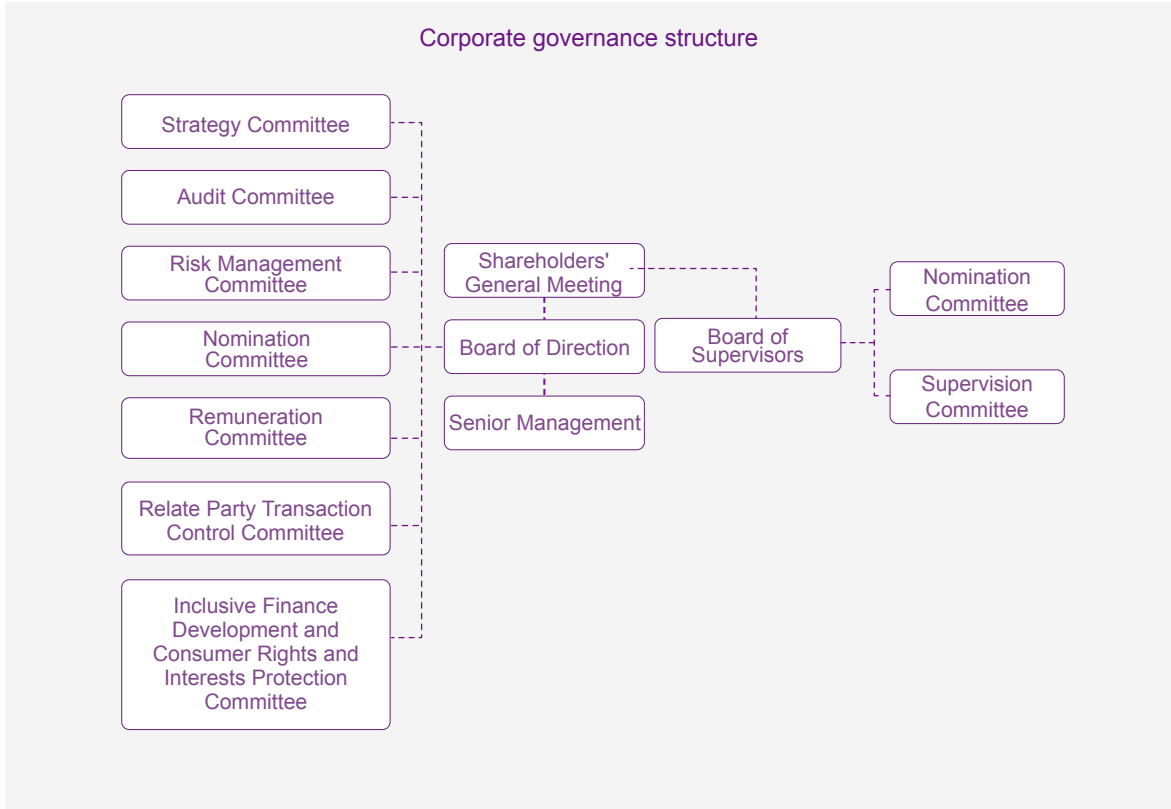 Corporate governance structure
Strategy Committee
Audit Committee
Risk Management
Committee
Nomination
Committee
Remuneration
Committee
Relate Party Transaction
Control Committee
Inclusive Finance
Development and
Consumer Rights and
Interests Protection
Committee
Shareholders'
General Meeting
Board of Direction
Senior Management
Board of
Supervisors
Nomination
Committee
Supervision
Committee